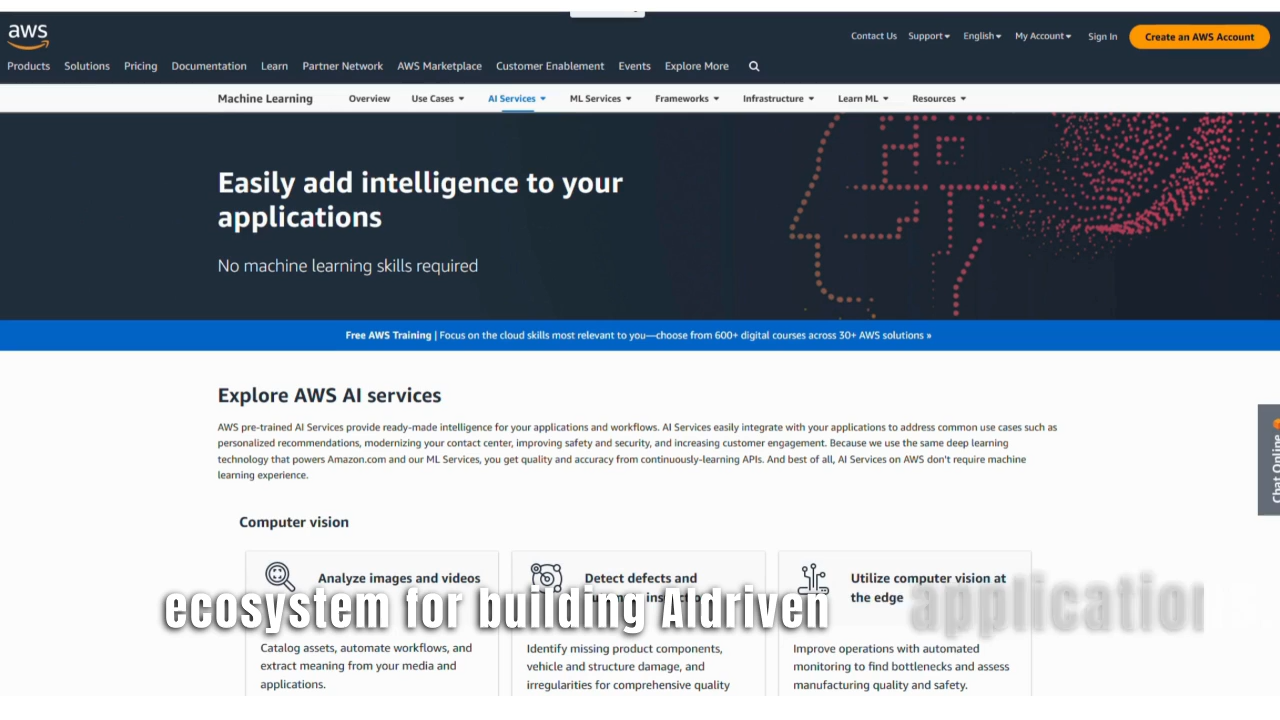 aws
Contact Us Support English My Account Sign In Create an AWS Account
Products Solutions Pricing Documentation Learn Partner Network AWS Marketplace Customer Enablement Events Explore More
Machine Learning Overview Use Cases AI Services ML Services Frameworks Infrastructure Learn ML Resources
Easily add intelligence to your
applications
No machine learning skills required
Free AWS Training | Focus on the cloud skills most relevant to you—choose from 600+ digital courses across 30+ AWS solutions »
Explore AWS AI services
AWS pre-trained AI Services provide ready-made intelligence for your applications and workflows. AI Services easily integrate with your applications to address common use cases such as
personalized recommendations, modernizing your contact center, improving safety and security, and increasing customer engagement. Because we use the same deep learning
technology that powers Amazon.com and our ML Services, you get quality and accuracy from continuously-learning APIs. And best of all, AI Services on AWS don't require machine
learning experience.
Chat Online
Computer vision
Analyze images and videos
Catalog assets, automate workflows, and
extract meaning from your media and
applications.
Detect defects and
Identify missing product components,
vehicle and structure damage, and
irregularities for comprehensive quality
Utilize computer vision at
the edge
Improve operations with automated
monitoring to find bottlenecks and assess
manufacturing quality and safety.
ecosystem for building AIdriven